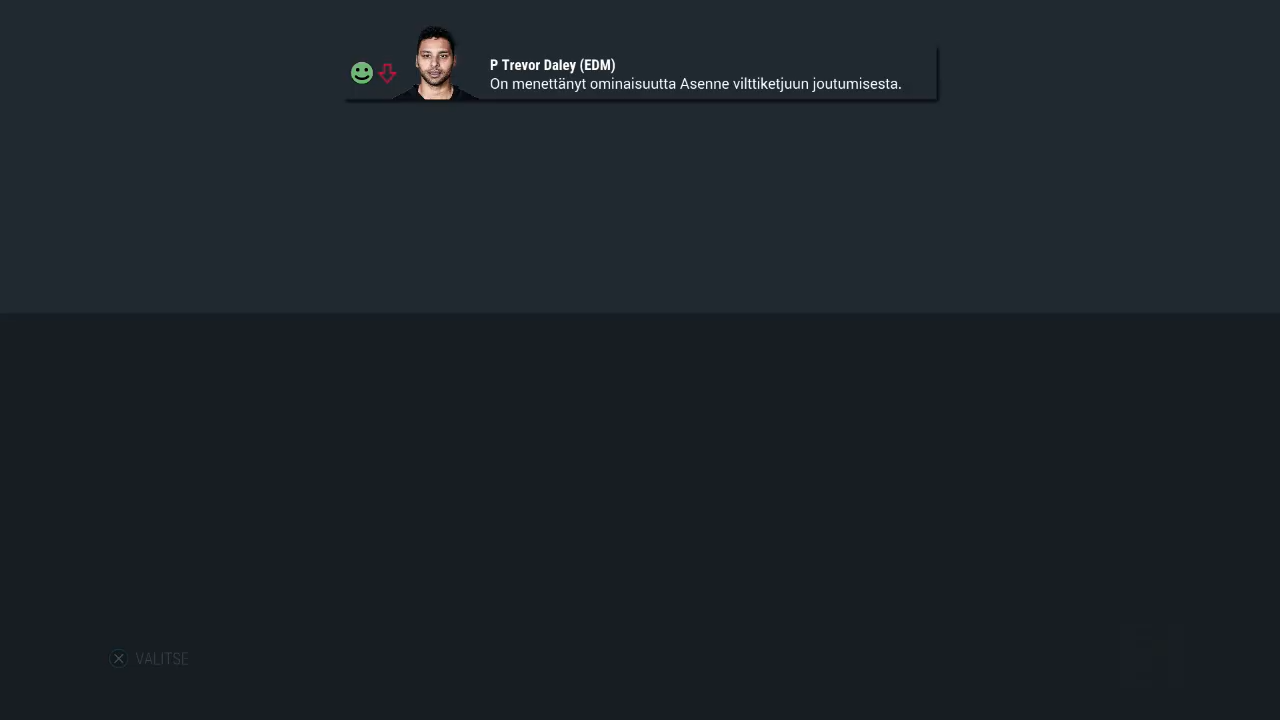 P Trevor Daley (EDM)
On menettänyt ominaisuutta Asenne vilttiketjuun joutumisesta.
VALITSE